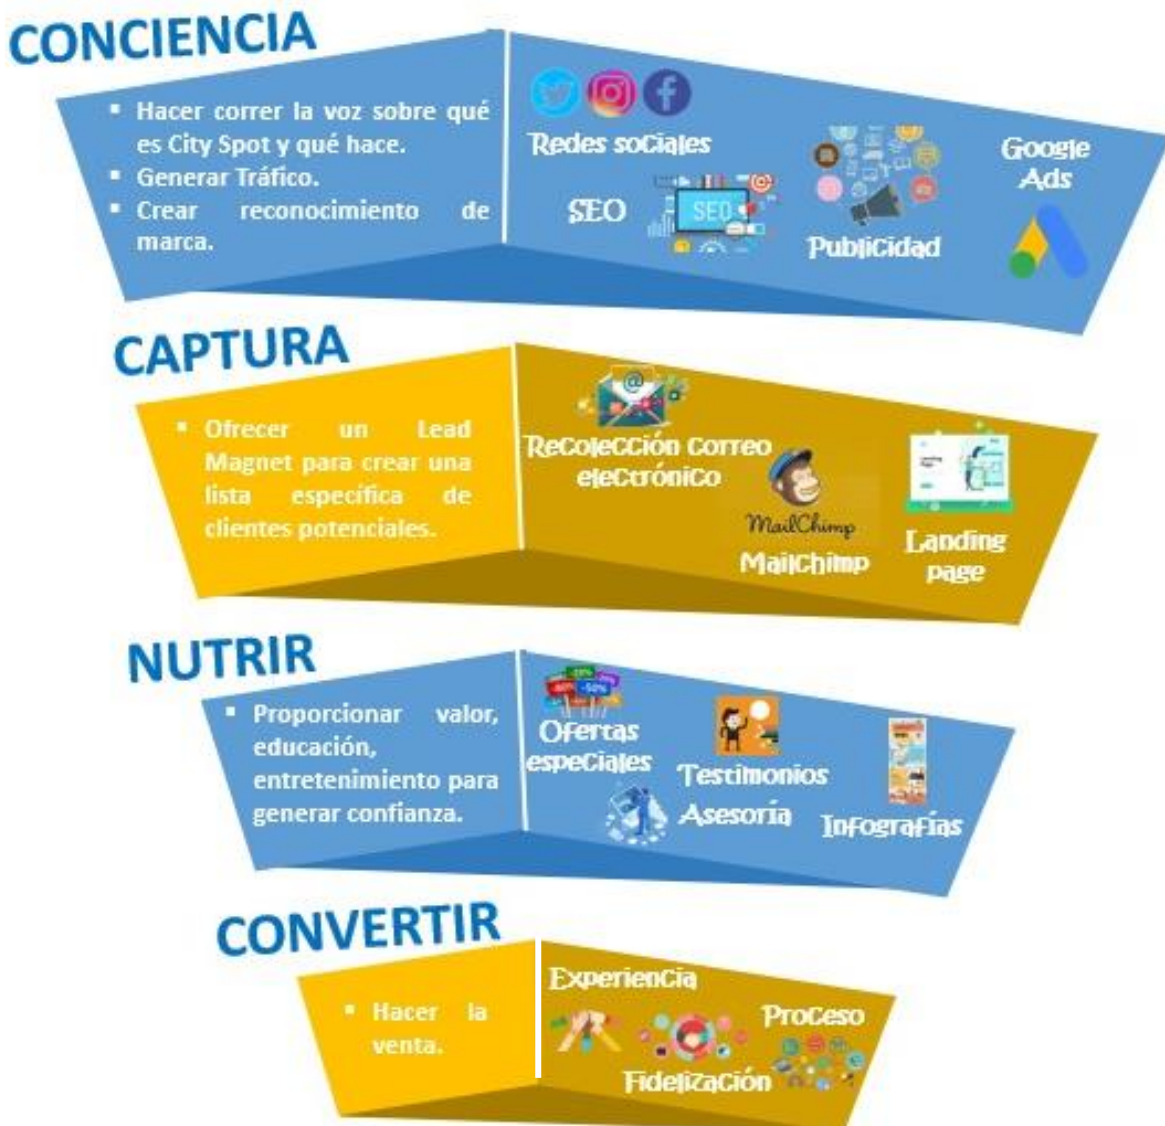 CONCIENCIA
▪ Hacer correr la voz sobre qué
es City Spot y qué hace.
▪ Generar Tráfico.
▪ Crear reconocimiento de
marca.
Redes sociales
SEO
SEO
Publicidad
Google
Ads
CAPTURA
▪ Ofrecer un Lead
Magnet para crear una
lista específica de
clientes potenciales.
@
Recolección correo
electrónico
MailChimp
MailChimp
Landing
page
NUTRIR
▪ Proporcionar valor,
educación,
entretenimiento para
generar confianza.
-50%
Ofertas
especiales
Testimonios
Asesoría
Infografías
CONVERTIR
▪ Hacer la
venta.
Experiencia
Proceso
Fidelización